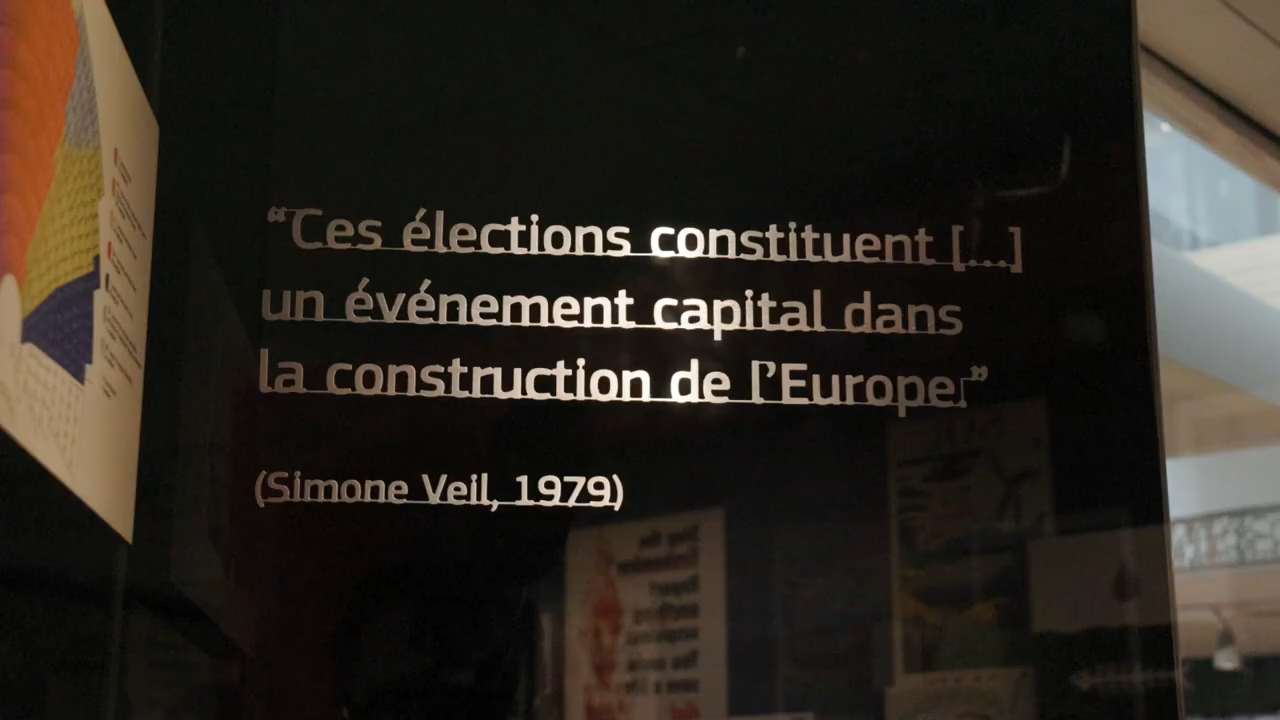 “Ces élections constituent [...]
un événement capital dans
la construction de l’Europe.”
(Simone Veil, 1979)